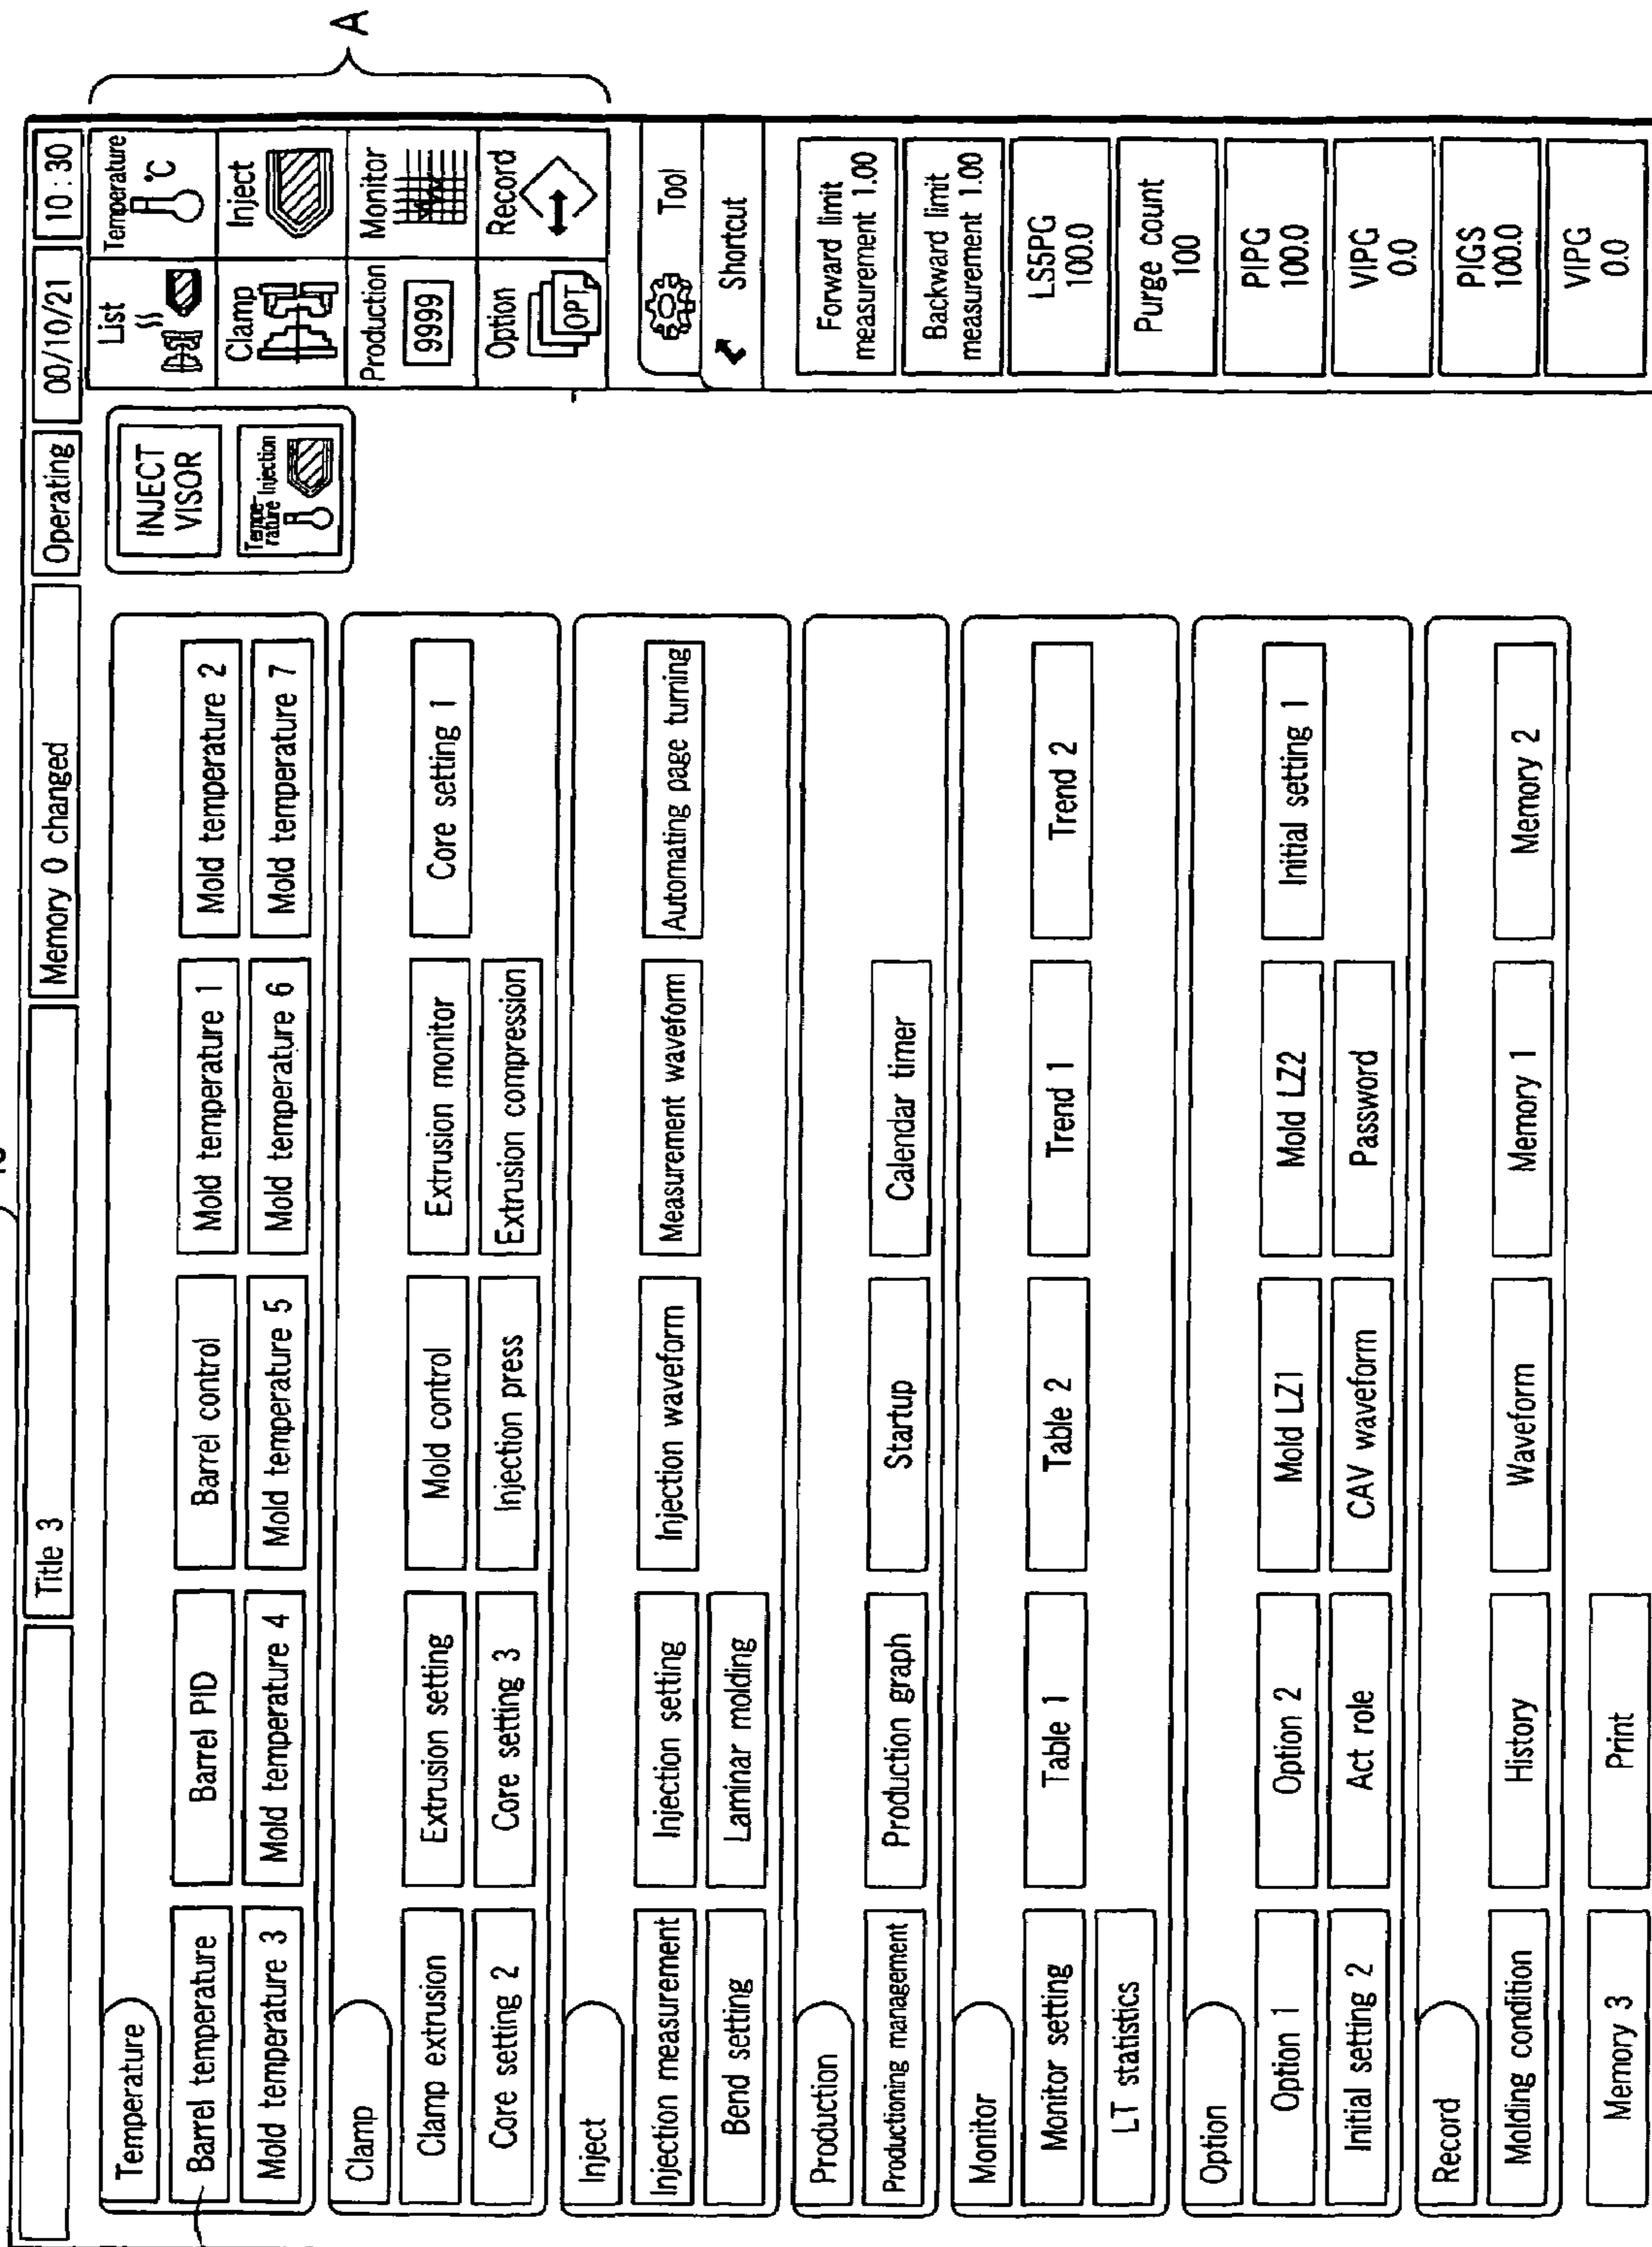 Title 3
Memory 0 changed
Operating
00/10/21
10 : 30
Temperature
Barrel temperature
Barrel PID
Barrel control
Mold temperature 1
Mold temperature 2
Mold temperature 3
Mold temperature 4
Mold temperature 5
Mold temperature 6
Mold temperature 7
Clamp
Clamp extrusion
Extrusion setting
Mold control
Extrusion monitor
Core setting 1
Core setting 2
Core setting 3
Injection press
Extrusion compression
Inject
Injection measurement
Injection setting
Injection waveform
Measurement waveform
Automating page turning
Bend setting
Laminar molding
Production
Productioning management
Production graph
Startup
Calendar timer
Monitor
Monitor setting
Table 1
Table 2
Trend 1
Trend 2
LT statistics
Option
Option 1
Option 2
Mold LZ1
Mold LZ2
Initial setting 1
Initial setting 2
Act role
CAV waveform
Password
Record
Molding condition
History
Waveform
Memory 1
Memory 2
Memory 3
Print
INJECT
VISOR
Tempe-
rature
Injection
List
Temperature
°C
Clamp
Inject
Production
9999
Monitor
Option
OPT
Record
A
Tool
Shortcut
Forward limit
measurement 1.00
Backward limit
measurement 1.00
LS5PG
100.0
Purge count
100
PIPG
100.0
VIPG
0.0
PIGS
100.0
VIPG
0.0